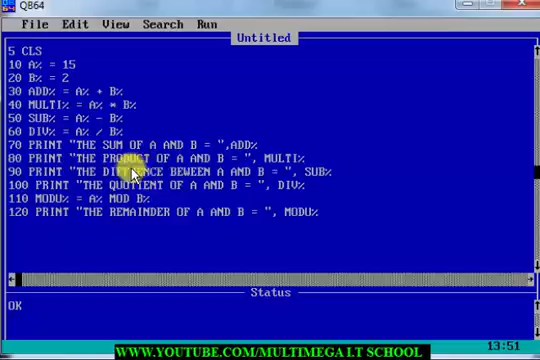 QB64
File Edit View Search Run
Untitled
5 CLS
10 A% = 15
20 B% = 2
30 ADD% = A% + B%
40 MULTI% = A% * B%
50 SUB% = A% - B%
60 DIV% = A% / B%
70 PRINT "THE SUM OF A AND B = ",ADD%
80 PRINT "THE PRODUCT OF A AND B = ", MULTI%
90 PRINT "THE DIFFERENCE BEWEEN A AND B = ", SUB%
100 PRINT "THE QUOTIENT OF A AND B = ", DIV%
110 MODU% = A% MOD B%
120 PRINT "THE REMAINDER OF A AND B = ", MODU%
Status
OK
13:51
WWW.YOUTUBE.COM/MULTIMEGA I.T SCHOOL